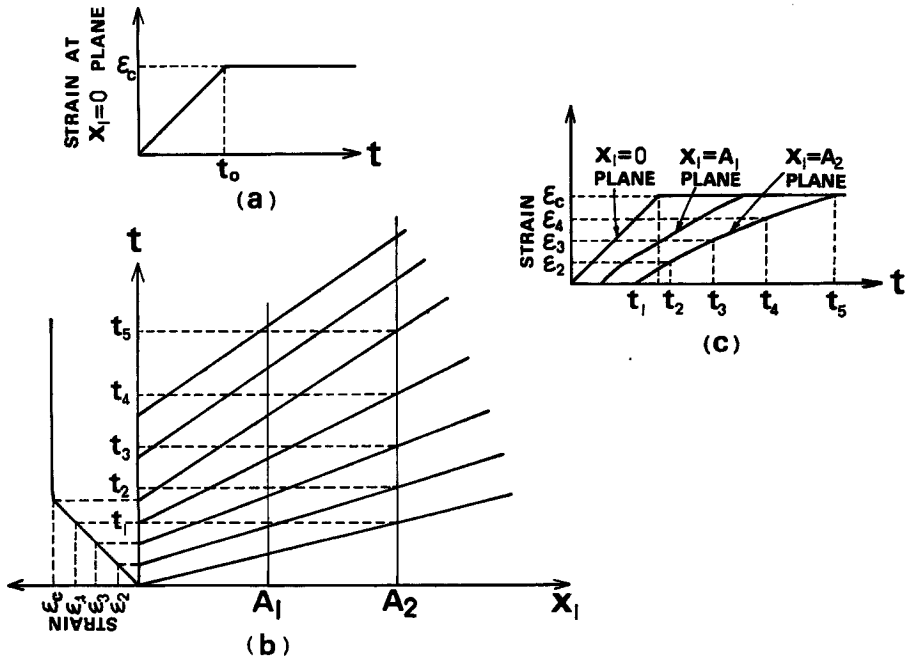 STRAIN AT
X₁=0 PLANE
εc
t₀
t
(a)
t
t₅
t₄
t₃
t₂
t₁
εc
ε₄
ε₃
ε₂
STRAIN
A₁
A₂
X₁
(b)
STRAIN
X₁=0
PLANE
X₁=A₁
PLANE
X₁=A₂
PLANE
εc
ε₄
ε₃
ε₂
t₁
t₂
t₃
t₄
t₅
t
(c)